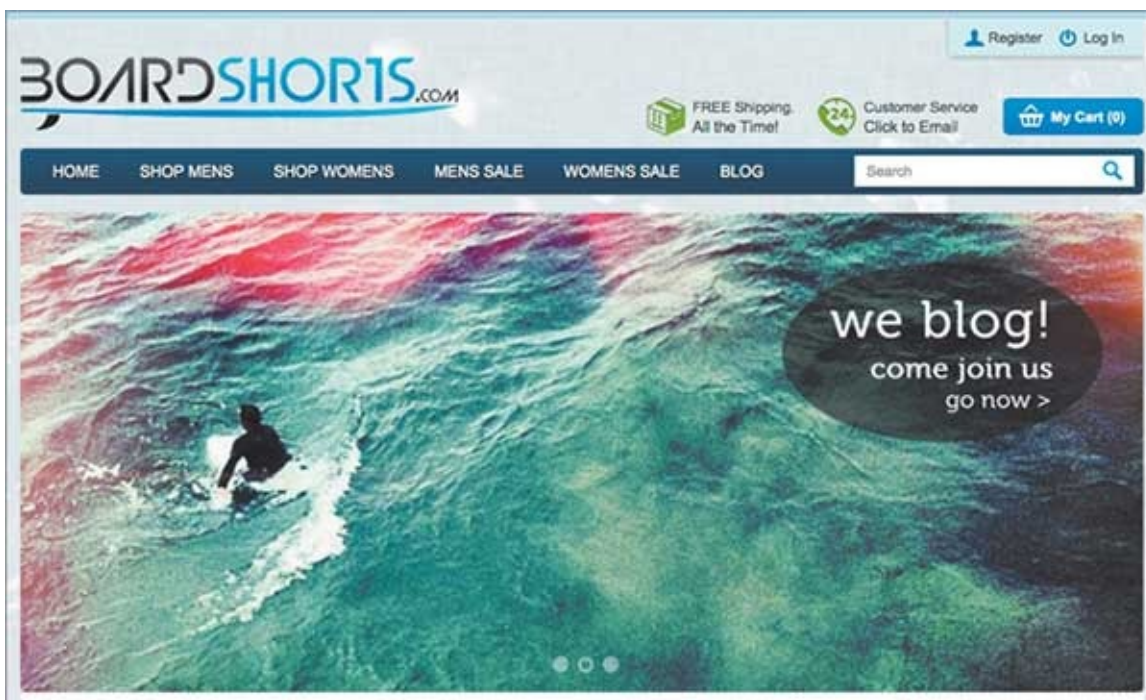 Register Log In
BOARDSHORTS.COM
FREE Shipping.
All the Time!
24
Customer Service
Click to Email
My Cart (0)
HOME SHOP MENS SHOP WOMENS MENS SALE WOMENS SALE BLOG Search
we blog!
come join us
go now >